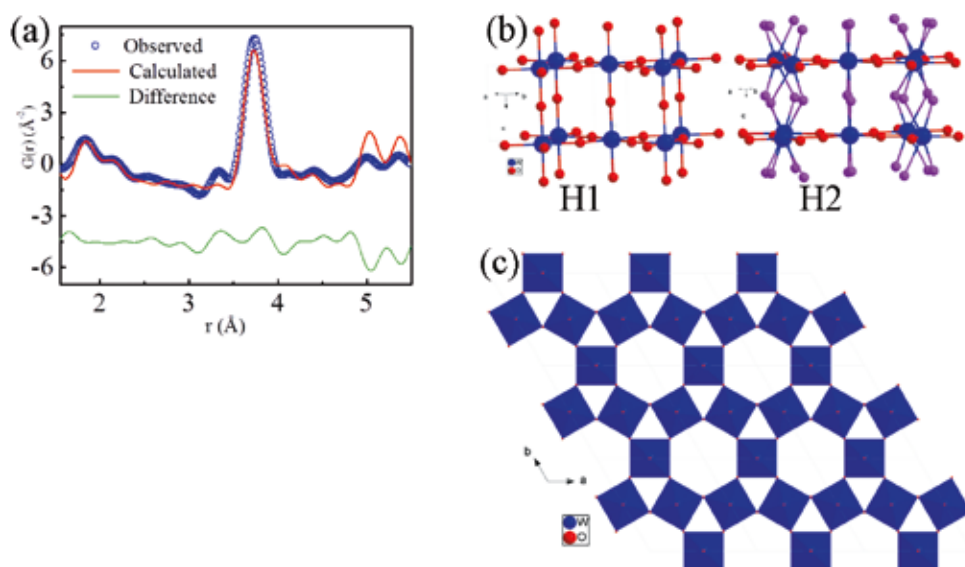 (a)
Observed
Calculated
Difference
G(r) (Å⁻²)
6
3
0
-3
-6
2
3
4
5
r (Å)
(b)
W
O
H1
H2
(c)
b
a
W
O